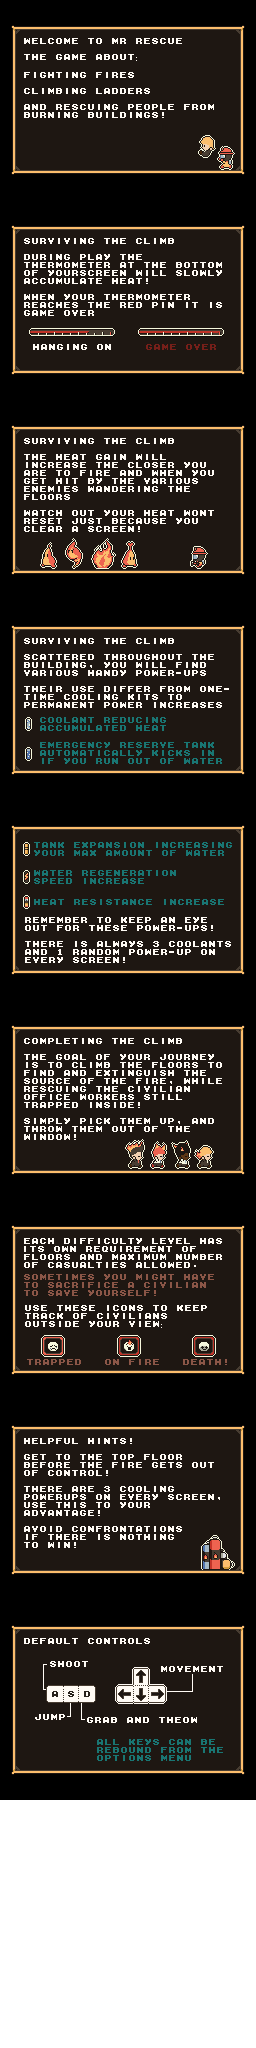 WELCOME TO MR RESCUE
THE GAME ABOUT:
FIGHTING FIRES
CLIMBING LADDERS
AND RESCUING PEOPLE FROM
BURNING BUILDINGS!
SURVIVING THE CLIMB
DURING PLAY THE
THERMOMETER AT THE BOTTOM
OF YOURSCREEN WILL SLOWLY
ACCUMULATE HEAT!
WHEN YOUR THERMOMETER
REACHES THE RED PIN IT IS
GAME OVER
HANGING ON GAME OVER
SURVIVING THE CLIMB
THE HEAT GAIN WILL
INCREASE THE CLOSER YOU
ARE TO FIRE AND WHEN YOU
GET HIT BY THE VARIOUS
ENEMIES WANDERING THE
FLOORS
WATCH OUT YOUR HEAT WONT
RESET JUST BECAUSE YOU
CLEAR A SCREEN!
SURVIVING THE CLIMB
SCATTERED THROUGHOUT THE
BUILDING, YOU WILL FIND
VARIOUS HANDY POWER-UPS
THEIR USE DIFFER FROM ONE-
TIME COOLING KITS TO
PERMANENT POWER INCREASES
COOLANT REDUCING
ACCUMULATED HEAT
EMERGENCY RESERVE TANK
AUTOMATICALLY KICKS IN
IF YOU RUN OUT OF WATER
TANK EXPANSION INCREASING
YOUR MAX AMOUNT OF WATER
WATER REGENERATION
SPEED INCREASE
HEAT RESISTANCE INCREASE
REMEMBER TO KEEP AN EYE
OUT FOR THESE POWER-UPS!
THERE IS ALWAYS 3 COOLANTS
AND 1 RANDOM POWER-UP ON
EVERY SCREEN!
COMPLETING THE CLIMB
THE GOAL OF YOUR JOURNEY
IS TO CLIMB THE FLOORS TO
FIND AND EXTINGUISH THE
SOURCE OF THE FIRE, WHILE
RESCUING THE CIVILIAN
OFFICE WORKERS STILL
TRAPPED INSIDE!
SIMPLY PICK THEM UP, AND
THROW THEM OUT OF THE
WINDOW!
EACH DIFFICULTY LEVEL HAS
ITS OWN REQUIREMENT OF
FLOORS AND MAXIMUM NUMBER
OF CASUALTIES ALLOWED.
SOMETIMES YOU MIGHT HAVE
TO SACRIFICE A CIVILIAN
TO SAVE YOURSELF!
USE THESE ICONS TO KEEP
TRACK OF CIVILIANS
OUTSIDE YOUR VIEW:
TRAPPED ON FIRE DEATH!
HELPFUL HINTS!
GET TO THE TOP FLOOR
BEFORE THE FIRE GETS OUT
OF CONTROL!
THERE ARE 3 COOLING
POWERUPS ON EVERY SCREEN,
USE THIS TO YOUR
ADVANTAGE!
AVOID CONFRONTATIONS
IF THERE IS NOTHING
TO WIN!
DEFAULT CONTROLS
SHOOT
MOVEMENT
A S D
JUMP
GRAB AND THEOW
ALL KEYS CAN BE
REBOUND FROM THE
OPTIONS MENU